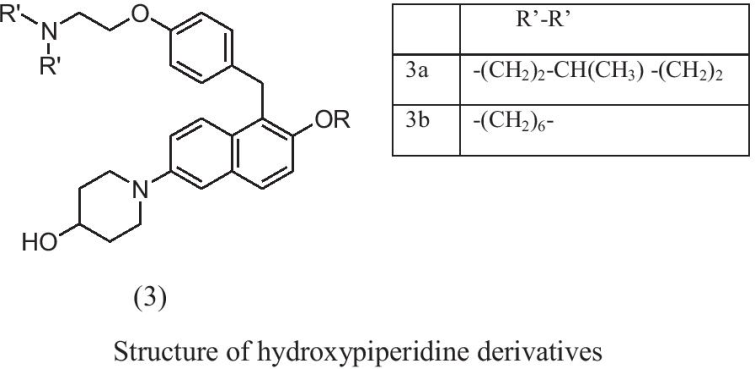 R'
N
R'
O
OR
N
HO
(3)
R’-R’
3a -(CH₂)₂-CH(CH₃) -(CH₂)₂
3b -(CH₂)₆-
Structure of hydroxypiperidine derivatives